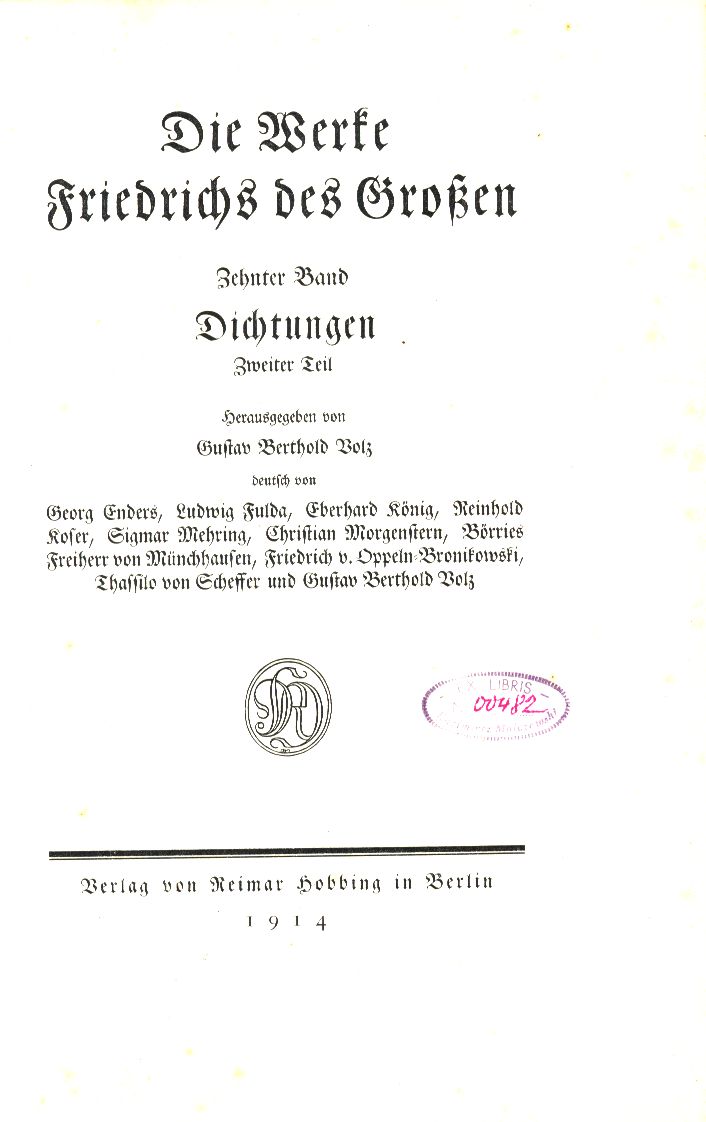 Die Werke
Friedrichs des Großen
Zehnter Band
Dichtungen
Zweiter Teil
Herausgegeben von
Gustav Berthold Volz
deutsch von
Georg Enders, Ludwig Fulda, Eberhard König, Reinhold
Koser, Sigmar Mehring, Christian Morgenstern, Börries
Freiherr von Münchhausen, Friedrich v. Oppeln-Bronikowski,
Thassilo von Scheffer und Gustav Berthold Volz
EX LIBRIS
00482
Verlag von Reimar Hobbing in Berlin
1914